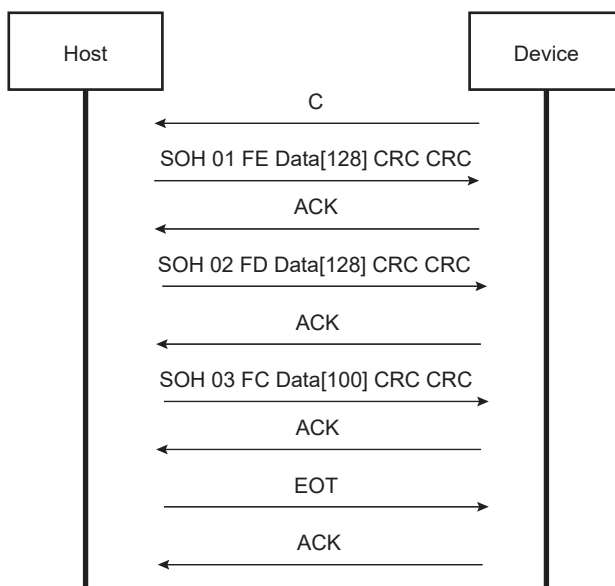 Host
Device
C
SOH 01 FE Data[128] CRC CRC
ACK
SOH 02 FD Data[128] CRC CRC
ACK
SOH 03 FC Data[100] CRC CRC
ACK
EOT
ACK